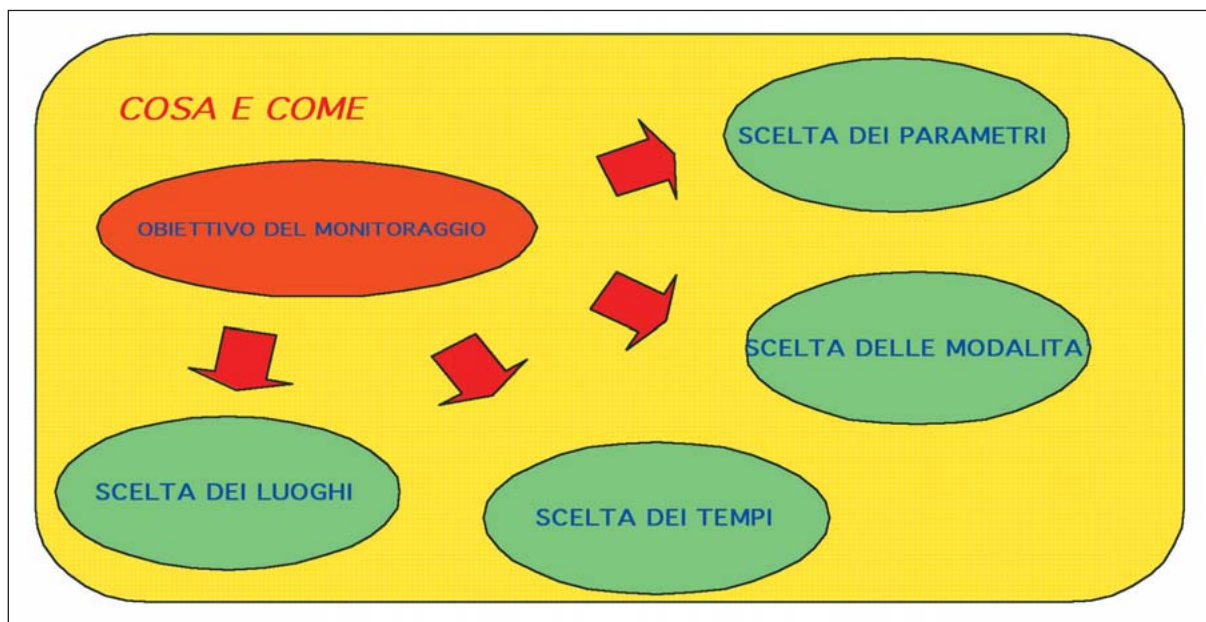 COSA E COME
SCELTA DEI PARAMETRI
OBIETTIVO DEL MONITORAGGIO
SCELTA DELLE MODALITA
SCELTA DEI LUOGHI
SCELTA DEI TEMPI